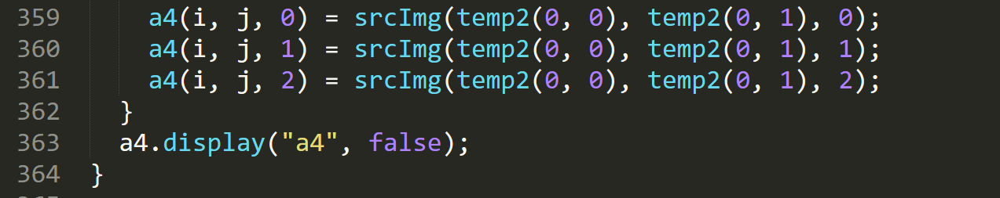 359 a4(i, j, 0) = srcImg(temp2(0, 0), temp2(0, 1), 0);
360 a4(i, j, 1) = srcImg(temp2(0, 0), temp2(0, 1), 1);
361 a4(i, j, 2) = srcImg(temp2(0, 0), temp2(0, 1), 2);
362 }
363 a4.display("a4", false);
364 }